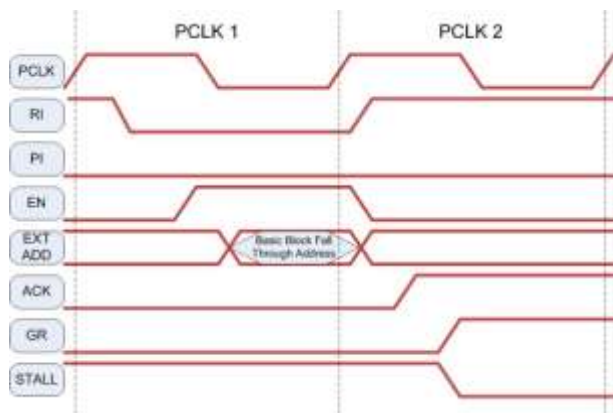 PCLK 1
PCLK 2
PCLK
RI
PI
EN
EXT
ADD
Basic Block Fall
Through Address
ACK
GR
STALL